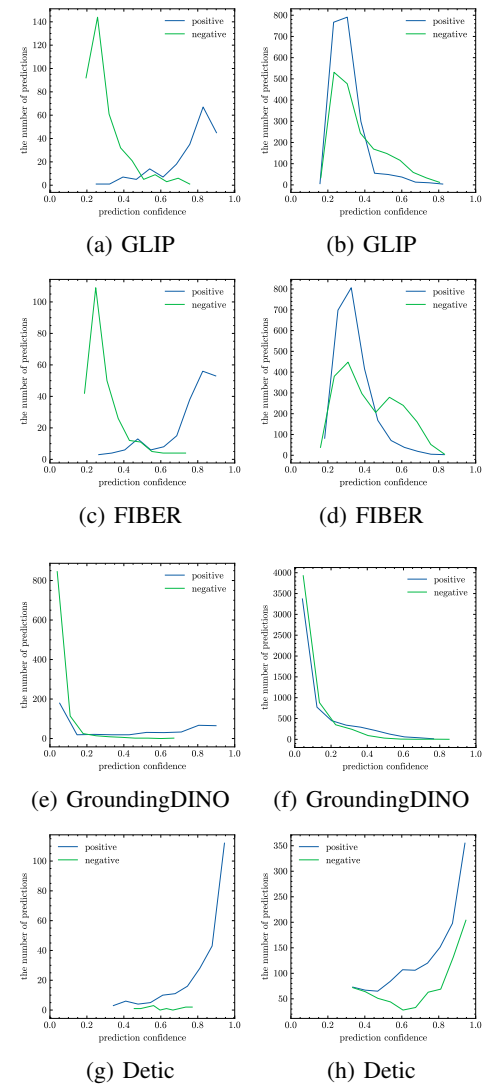 positive
negative
the number of predictions
140
120
100
80
60
40
20
0
0.0 0.2 0.4 0.6 0.8 1.0
prediction confidence
(a) GLIP
positive
negative
the number of predictions
800
700
600
500
400
300
200
100
0
0.0 0.2 0.4 0.6 0.8 1.0
prediction confidence
(b) GLIP
positive
negative
the number of predictions
100
80
60
40
20
0
0.0 0.2 0.4 0.6 0.8 1.0
prediction confidence
(c) FIBER
positive
negative
the number of predictions
800
700
600
500
400
300
200
100
0
0.0 0.2 0.4 0.6 0.8 1.0
prediction confidence
(d) FIBER
positive
negative
the number of predictions
800
600
400
200
0
0.0 0.2 0.4 0.6 0.8 1.0
prediction confidence
(e) GroundingDINO
positive
negative
the number of predictions
4000
3500
3000
2500
2000
1500
1000
500
0
0.0 0.2 0.4 0.6 0.8 1.0
prediction confidence
(f) GroundingDINO
positive
negative
the number of predictions
100
80
60
40
20
0
0.0 0.2 0.4 0.6 0.8 1.0
prediction confidence
(g) Detic
positive
negative
the number of predictions
350
300
250
200
150
100
50
0.0 0.2 0.4 0.6 0.8 1.0
prediction confidence
(h) Detic